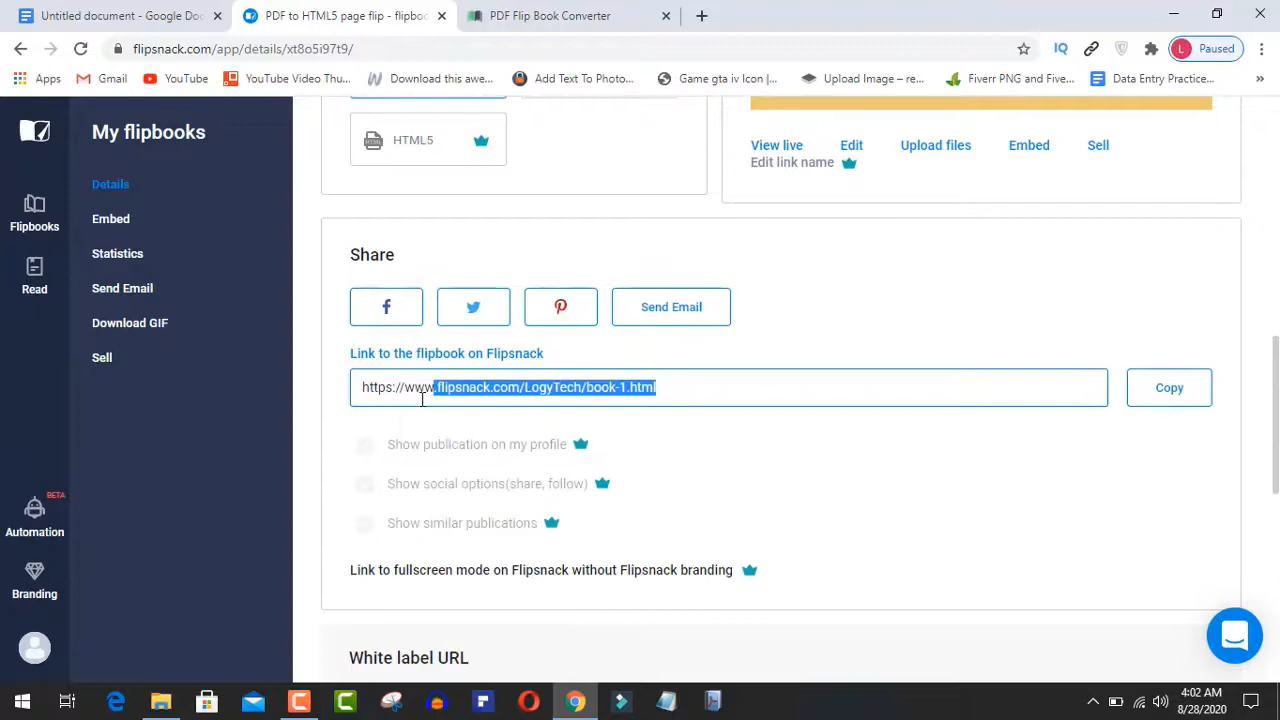 Untitled document - Google Doc
PDF to HTML5 page flip - flipboo
PDF Flip Book Converter
flipsnack.com/app/details/xt8o5i97t9/
L Paused
Apps
Gmail
YouTube
YouTube Video Thu...
Download this awe...
Add Text To Photo...
Game gta iv Icon |...
Upload Image – re...
Fiverr PNG and Five...
Data Entry Practice...
My flipbooks
Details
Embed
Statistics
Send Email
Download GIF
Sell
Flipbooks
Read
BETA
Automation
Branding
HTML5
View live
Edit
Upload files
Embed
Sell
Edit link name
Share
Send Email
Link to the flipbook on Flipsnack
https://www.flipsnack.com/LogyTech/book-1.html
Copy
Show publication on my profile
Show social options(share, follow)
Show similar publications
Link to fullscreen mode on Flipsnack without Flipsnack branding
White label URL
4:02 AM
8/28/2020